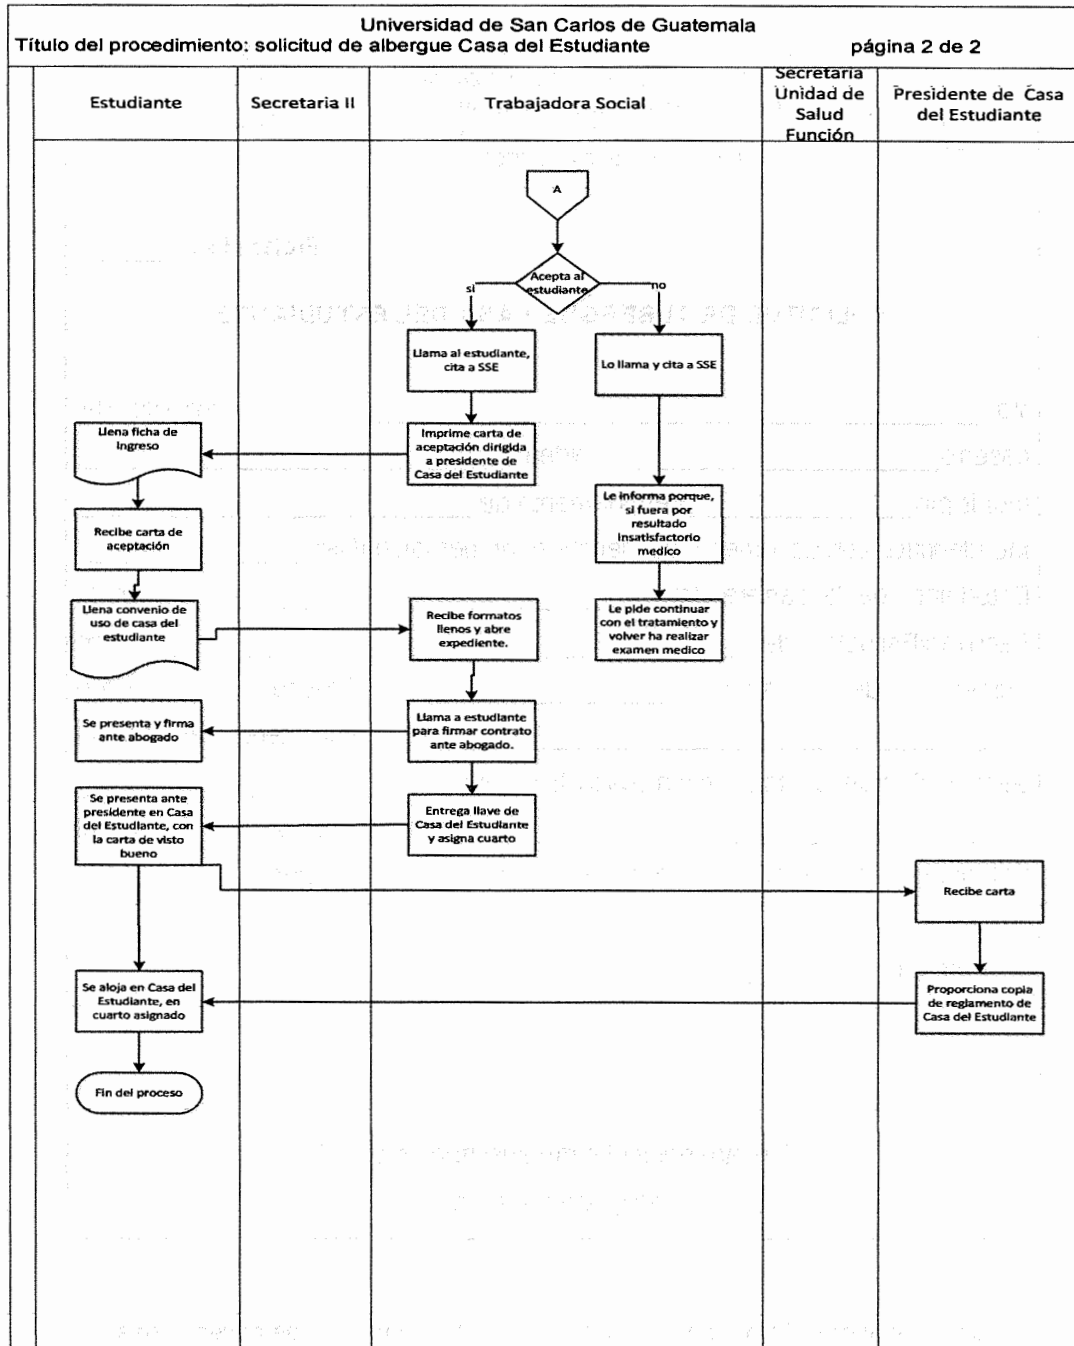 Universidad de San Carlos de Guatemala
Título del procedimiento: solicitud de albergue Casa del Estudiante página 2 de 2
Estudiante
Secretaria II
Trabajadora Social
Secretaria
Unidad de
Salud
Función
Presidente de Casa
del Estudiante
A
Acepta al
estudiante
si
no
Llama al estudiante,
cita a SSE
Lo llama y cita a SSE
Llena ficha de
Ingreso
Imprime carta de
aceptación dirigida
a presidente de
Casa del Estudiante
Le informa porque,
si fuera por
resultado
Insatisfactorio
medico
Recibe carta de
aceptación
Llena convenio de
uso de casa del
estudiante
Recibe formatos
llenos y abre
expediente.
Le pide continuar
con el tratamiento y
volver ha realizar
examen medico
Se presenta y firma
ante abogado
Llama a estudiante
para firmar contrato
ante abogado.
Se presenta ante
presidente en Casa
del Estudiante, con
la carta de visto
bueno
Entrega llave de
Casa del Estudiante
y asigna cuarto
Recibe carta
Se aloja en Casa del
Estudiante, en
cuarto asignado
Proporciona copia
de reglamento de
Casa del Estudiante
Fin del proceso